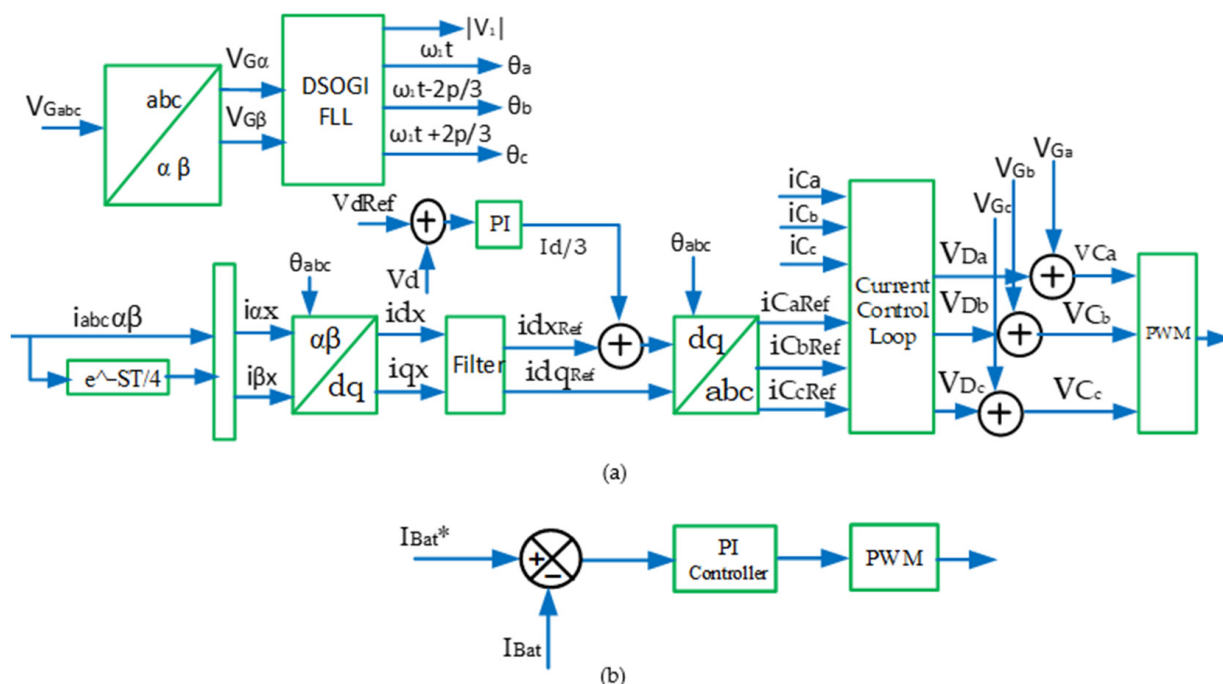 |V₁|
ω₁t
θa
ω₁t-2p/3
θb
ω₁t +2p/3
θc
VGabc
abc
α β
VGα
VGβ
DSOGI
FLL
VdRef
+
PI
Id/3
Vd
iabcαβ
e^-ST/4
iαx
iβx
θabc
αβ
dq
idx
iqx
Filter
idxRef
idqRef
+
θabc
dq
abc
iCaRef
iCbRef
iCcRef
iCa
iCb
iCc
Current
Control
Loop
VGa
VGb
VGc
VDa
VDb
VDc
+
+
+
VCa
VCb
VCc
PWM
(a)
IBat*
+
−
IBat
PI
Controller
PWM
(b)